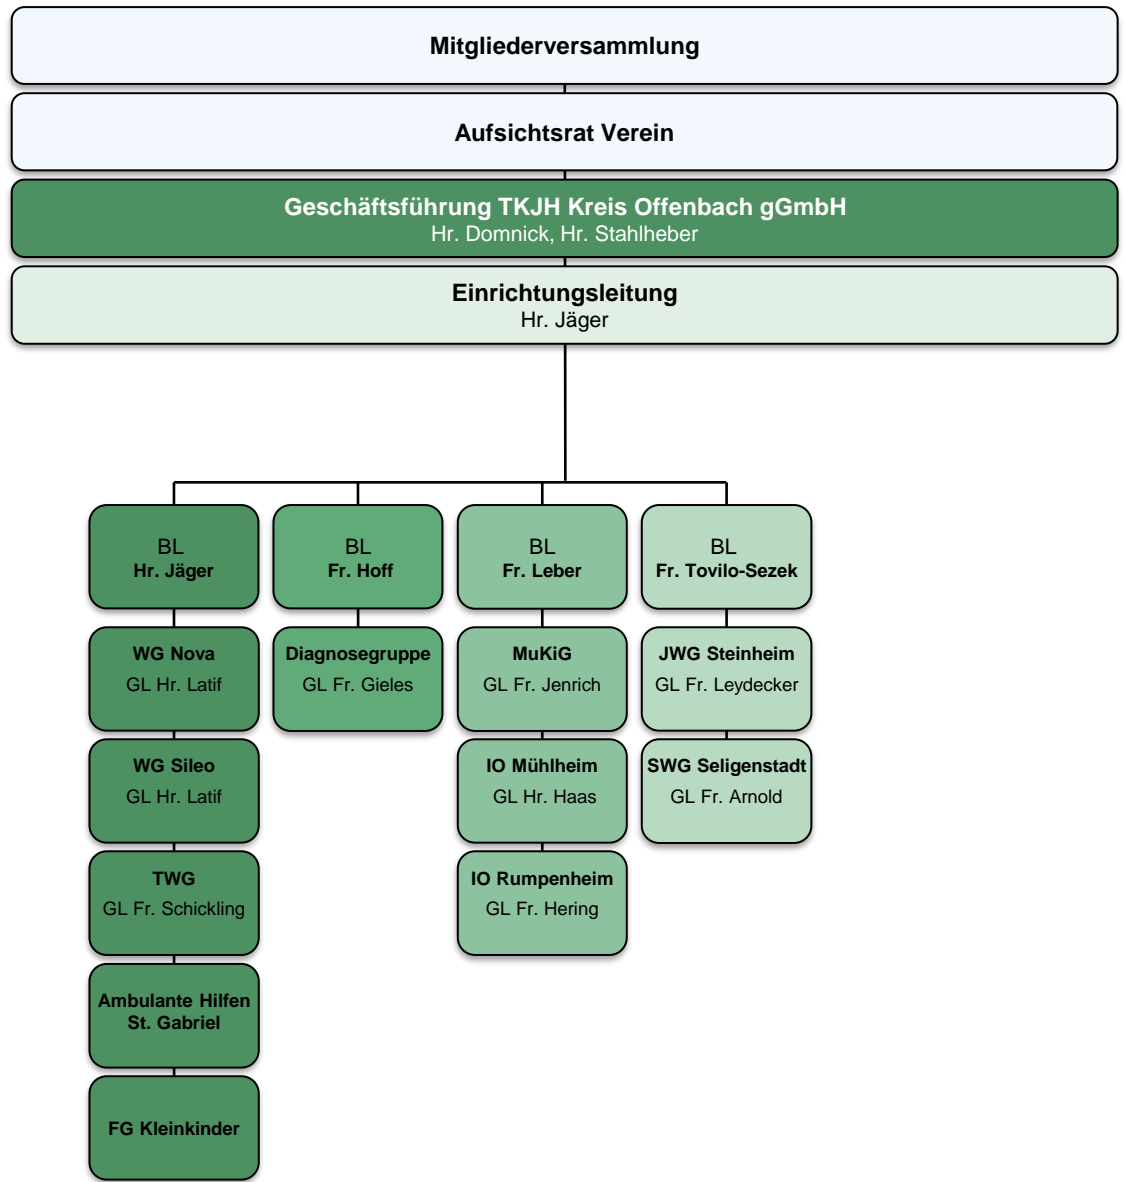 Mitgliederversammlung
Aufsichtsrat Verein
Geschäftsführung TKJH Kreis Offenbach gGmbH
Hr. Domnick, Hr. Stahlheber
Einrichtungsleitung
Hr. Jäger
BL
Hr. Jäger
WG Nova
GL Hr. Latif
WG Sileo
GL Hr. Latif
TWG
GL Fr. Schickling
Ambulante Hilfen
St. Gabriel
FG Kleinkinder
BL
Fr. Hoff
Diagnosegruppe
GL Fr. Gieles
BL
Fr. Leber
MuKiG
GL Fr. Jenrich
IO Mühlheim
GL Hr. Haas
IO Rumpenheim
GL Fr. Hering
BL
Fr. Tovilo-Sezek
JWG Steinheim
GL Fr. Leydecker
SWG Seligenstadt
GL Fr. Arnold